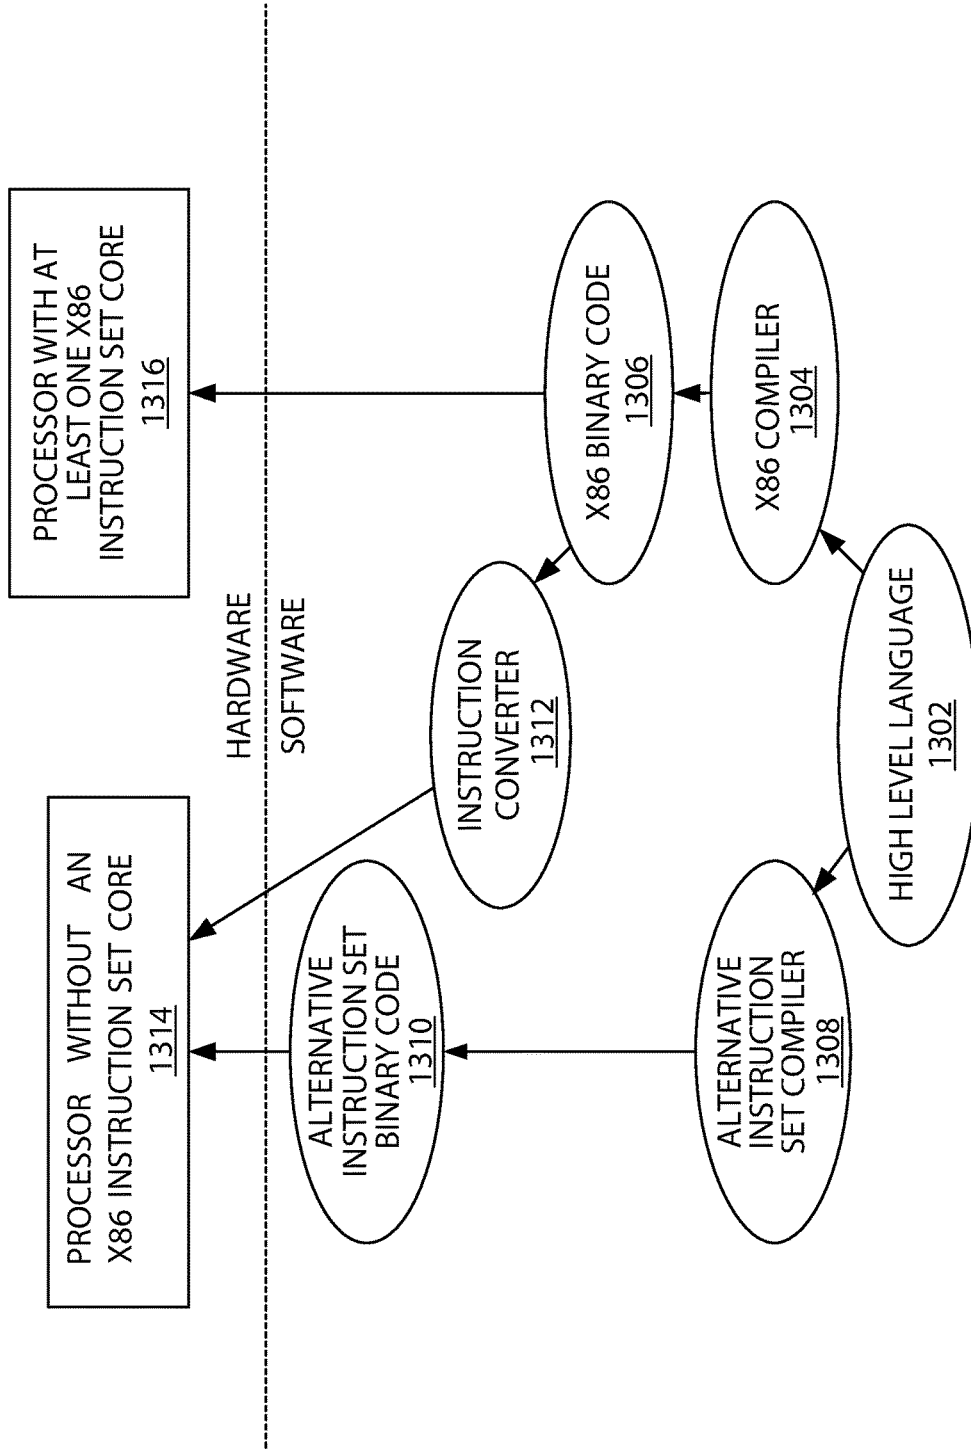 PROCESSOR WITHOUT AN
X86 INSTRUCTION SET CORE
1314
PROCESSOR WITH AT
LEAST ONE X86
INSTRUCTION SET CORE
1316
HARDWARE
SOFTWARE
ALTERNATIVE
INSTRUCTION SET
BINARY CODE
1310
INSTRUCTION
CONVERTER
1312
X86 BINARY CODE
1306
ALTERNATIVE
INSTRUCTION
SET COMPILER
1308
X86 COMPILER
1304
HIGH LEVEL LANGUAGE
1302